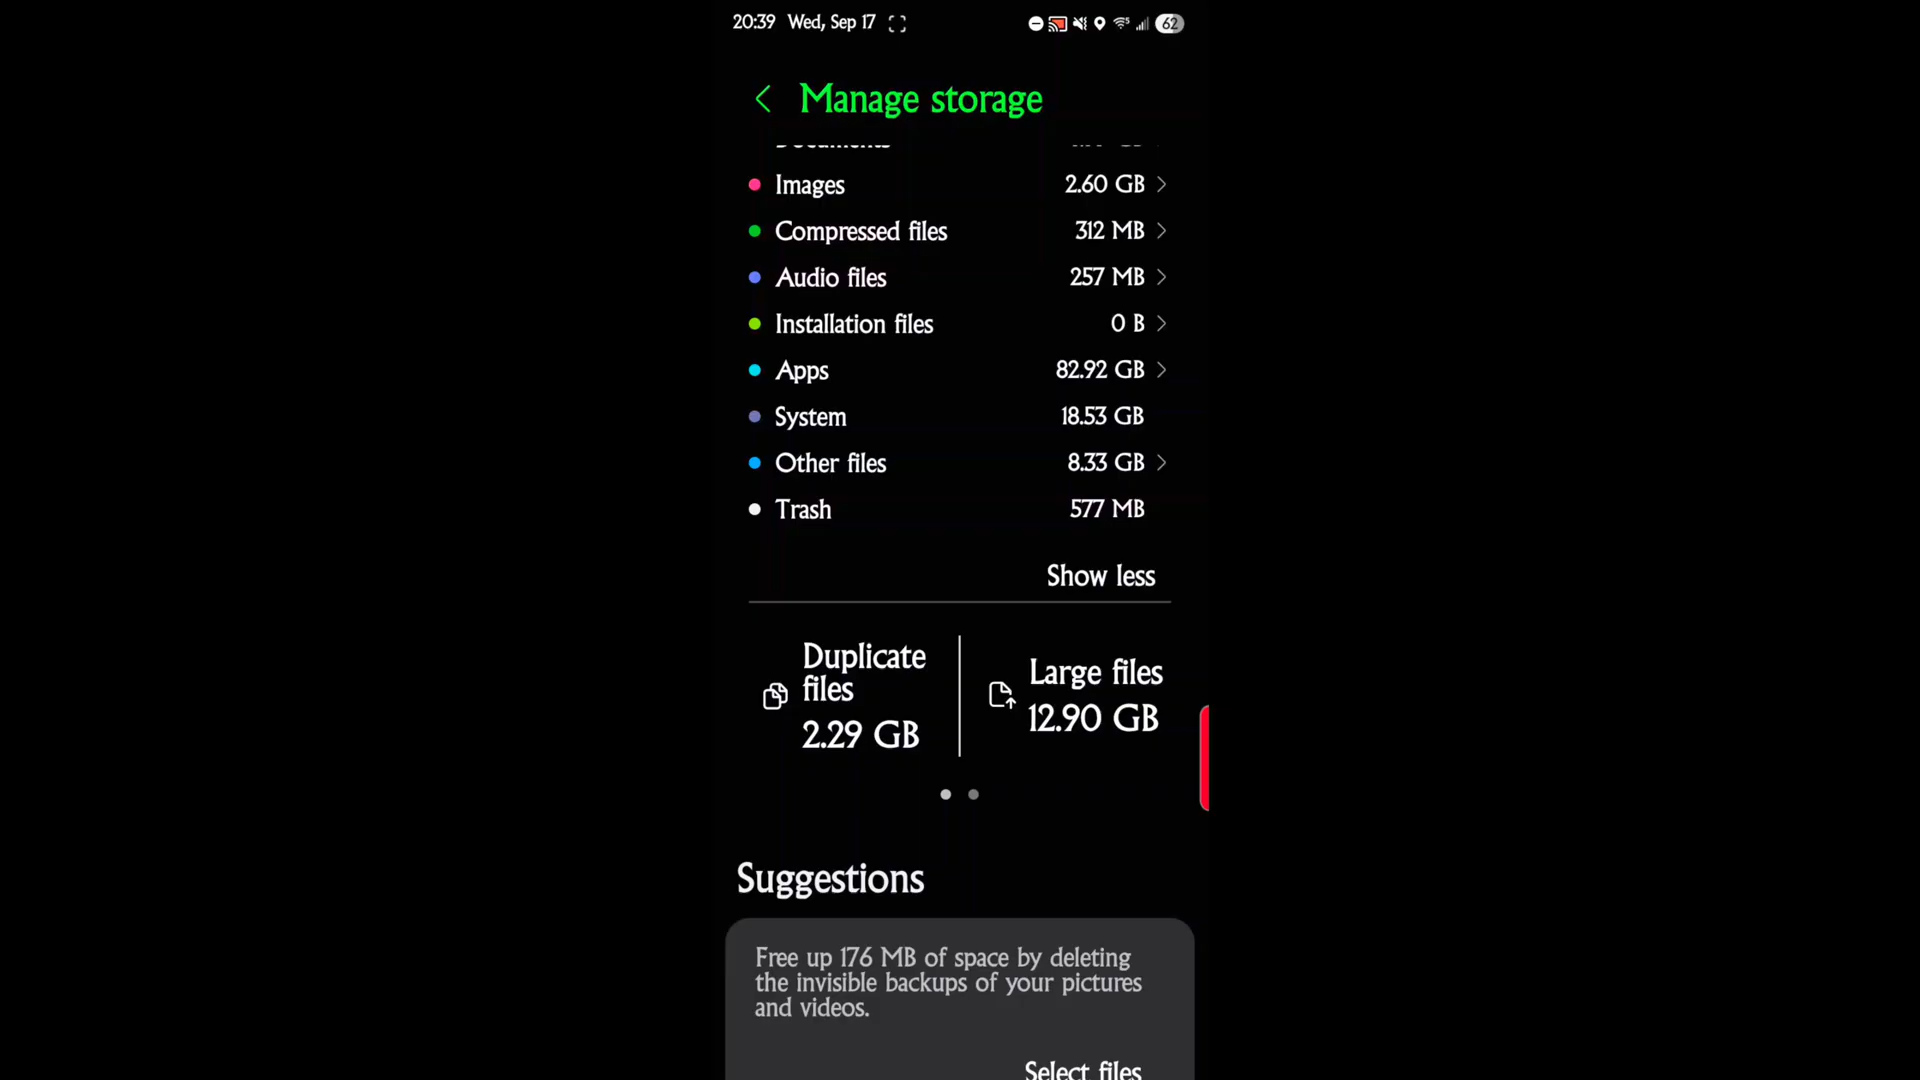 20:39 Wed, Sep 17 62
Manage storage
Documents
Images 2.60 GB
Compressed files 312 MB
Audio files 257 MB
Installation files 0 B
Apps 82.92 GB
System 18.53 GB
Other files 8.33 GB
Trash 577 MB
Show less
Duplicate
files
2.29 GB
Large files
12.90 GB
Suggestions
Free up 176 MB of space by deleting
the invisible backups of your pictures
and videos.
Select files